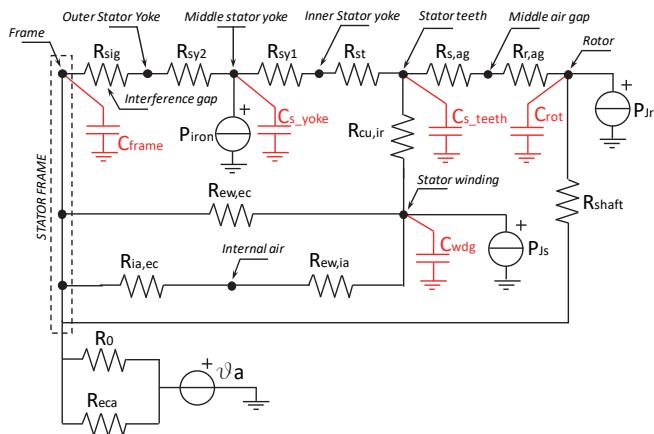 Frame
Outer Stator Yoke
Middle stator yoke
Inner Stator yoke
Stator teeth
Middle air gap
Rotor
Rsig
Rsy2
Rsy1
Rst
Rs,ag
Rr,ag
Interference gap
Cframe
Piron
Cs_yoke
Rcu,ir
Cs_teeth
Crot
PJr
STATOR FRAME
Rew,ec
Stator winding
Rshaft
Ria,ec
Internal air
Rew,ia
Cwdg
PJs
R0
ϑa
Reca
+
+
+
+